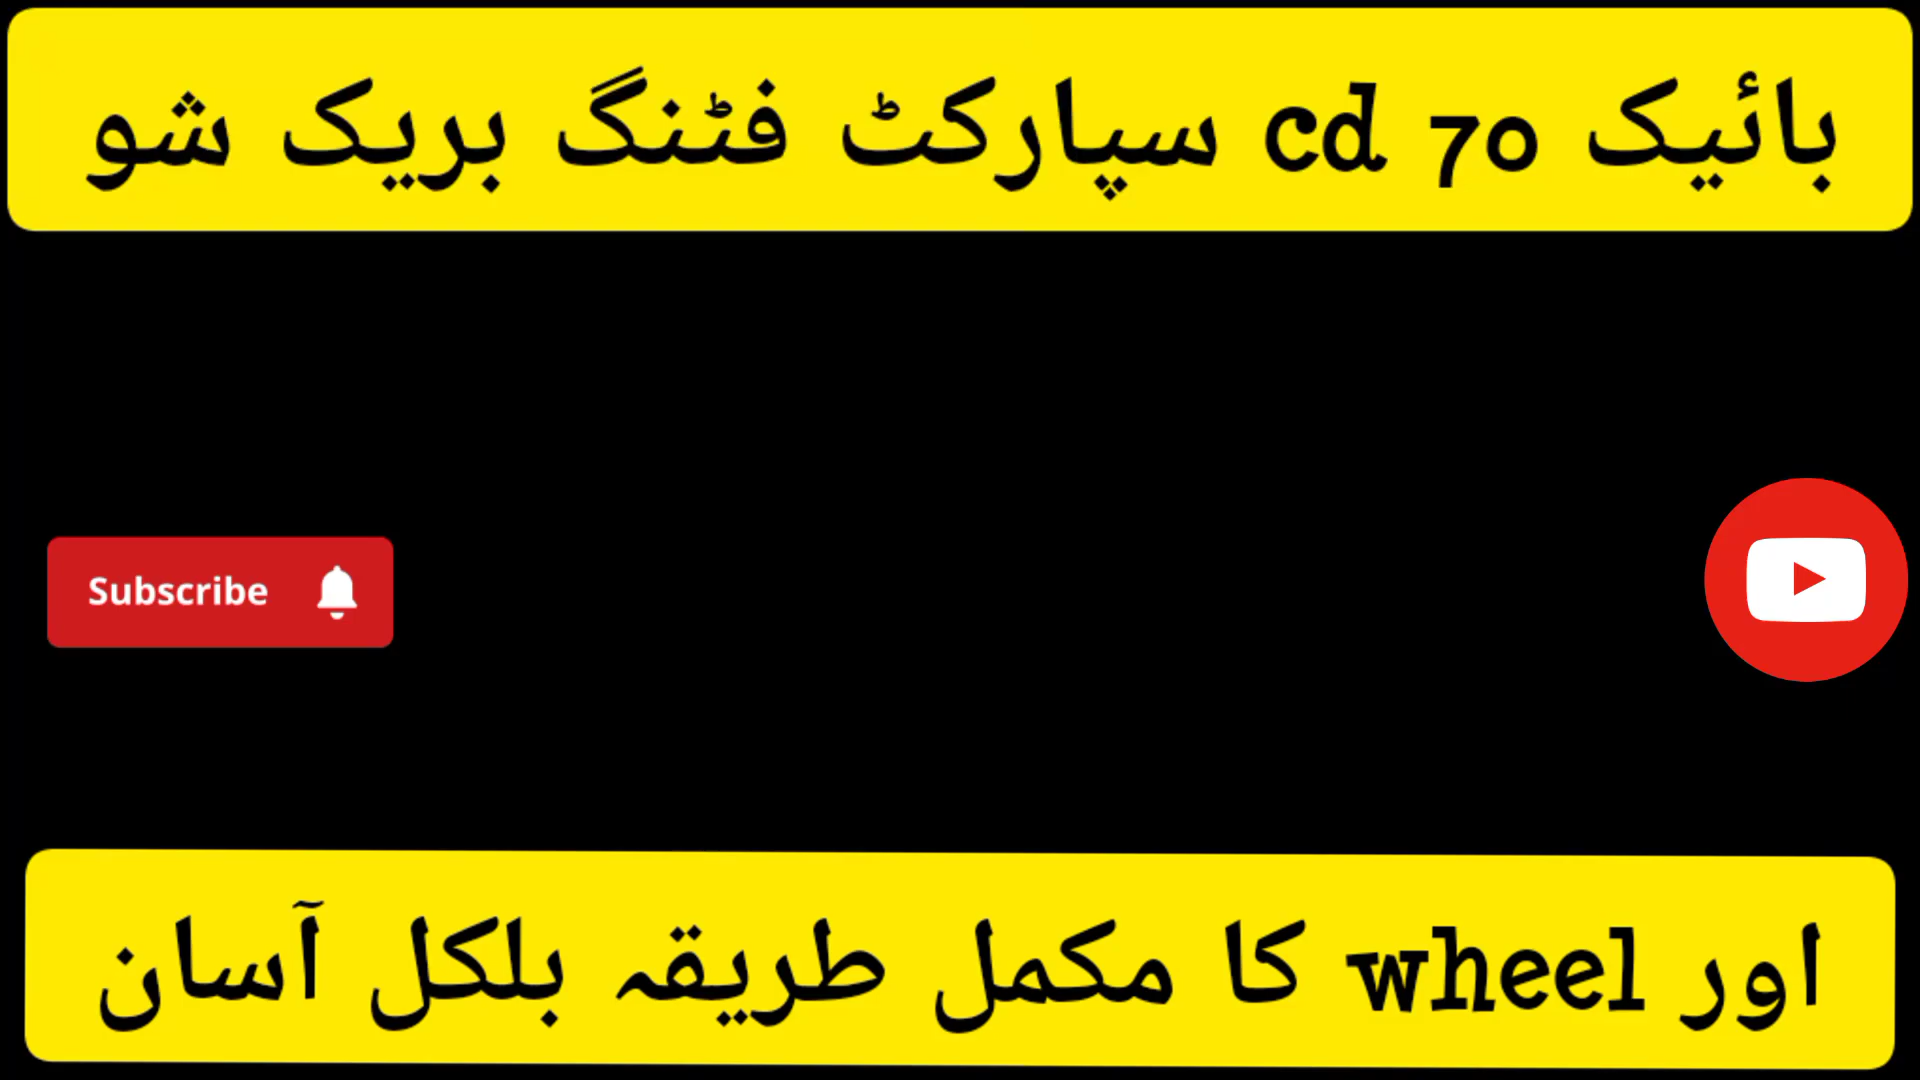 بائیک cd 70 سپارکٹ فٹنگ بریک شو
Subscribe
اور wheel کا مکمل طریقہ بلکل آسان